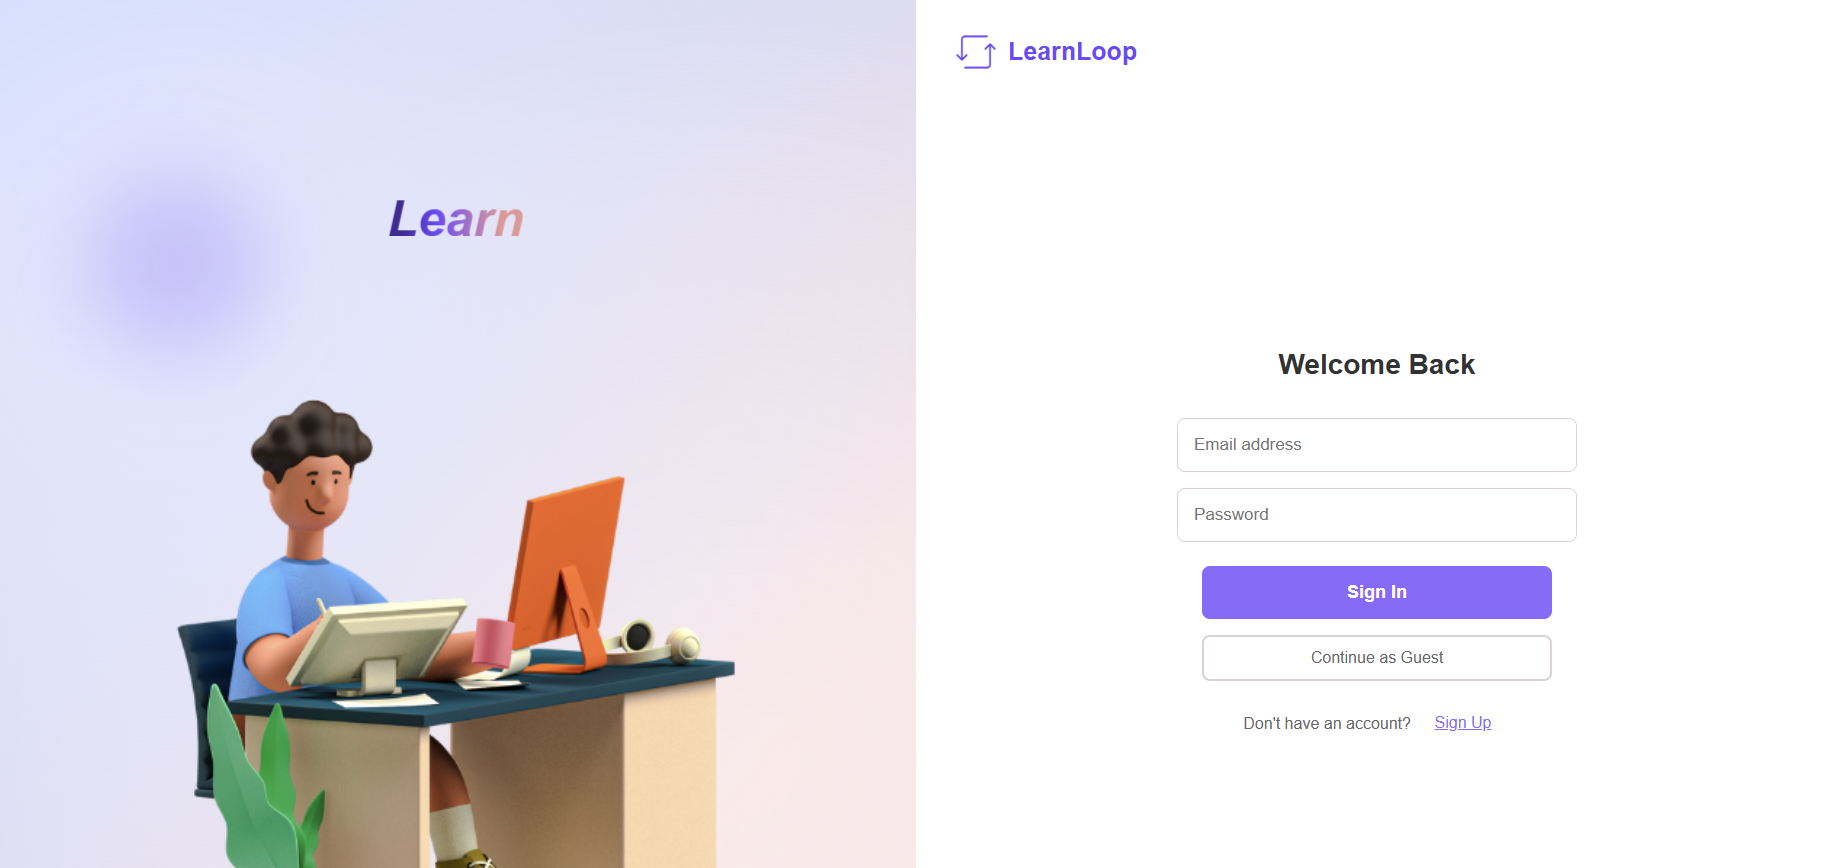 Learn
LearnLoop
Welcome Back
Email address
Password
Sign In
Continue as Guest
Don't have an account? Sign Up